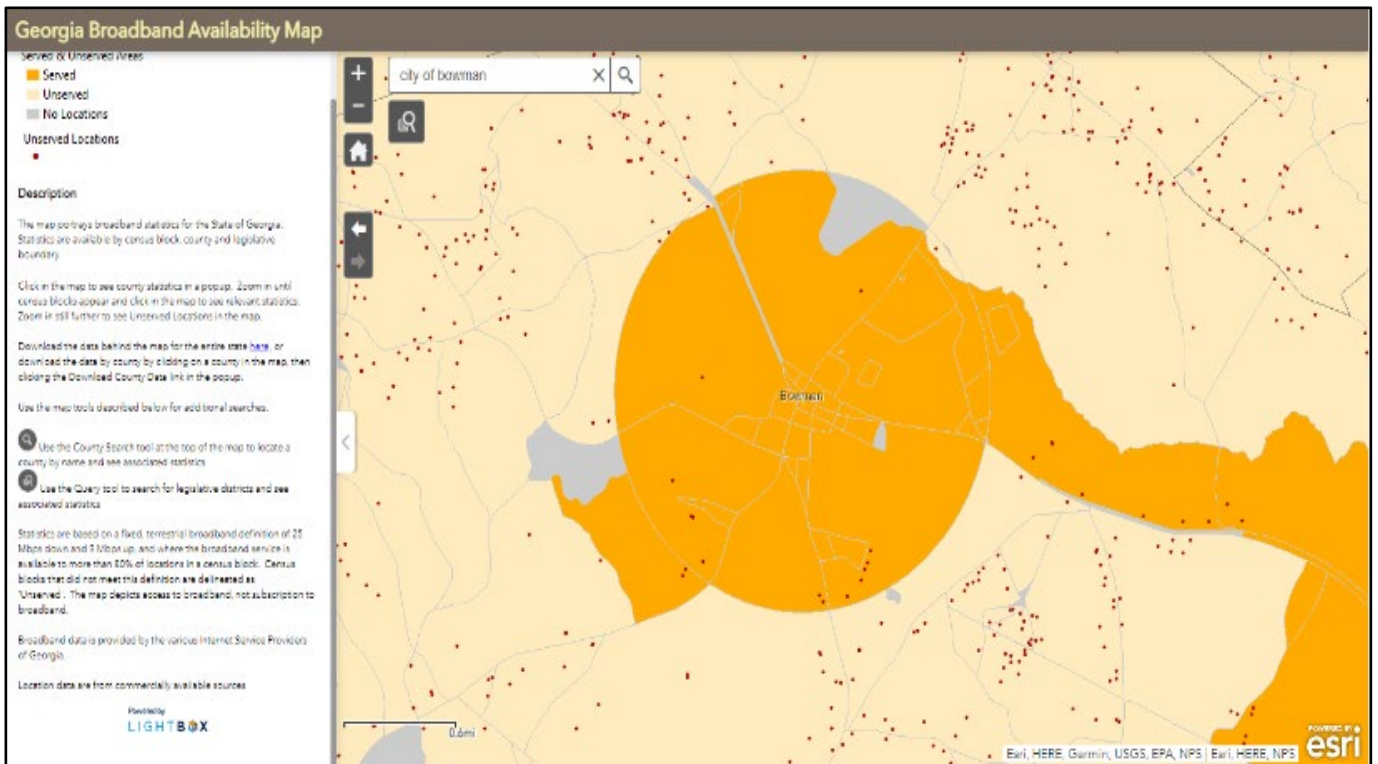 Georgia Broadband Availability Map
Served & Unserved Areas
Served
Unserved
No Locations
Unserved Locations
Description
The map portrays broadband statistics for the State of Georgia.
Statistics are available by census block, county and legislative
boundary
Click in the map to see county statistics in a popup. Zoom in until
census blocks appear and click in the map to see relevant statistics.
Zoom in still further to see Unserved Locations in the map.
Download the data behind the map for the entire state here, or
download the data by county by clicking on a county in the map, then
clicking the Download County Data link in the popup.
Use the map tools described below for additional searches.
Use the County Search tool at the top of the map to locate a
county by name and see associated statistics
Use the Query tool to search for legislative districts and see
associated statistics
Statistics are based on a fixed, terrestrial broadband definition of 25
Mbps down and 3 Mbps up, and where the broadband service is
available to more than 80% of locations in a census block. Census
blocks that did not meet this definition are delineated as
'Unserved'. The map depicts access to broadband, not subscription to
broadband.
Broadband data is provided by the various Internet Service Providers
of Georgia.
Location data are from commercially available sources
Powered by
LIGHTBOX
+
city of bowman
−
Bowman
0.6mi
Esri, HERE, Garmin, USGS, EPA, NPS | Esri, HERE, NPS
POWERED BY
esri